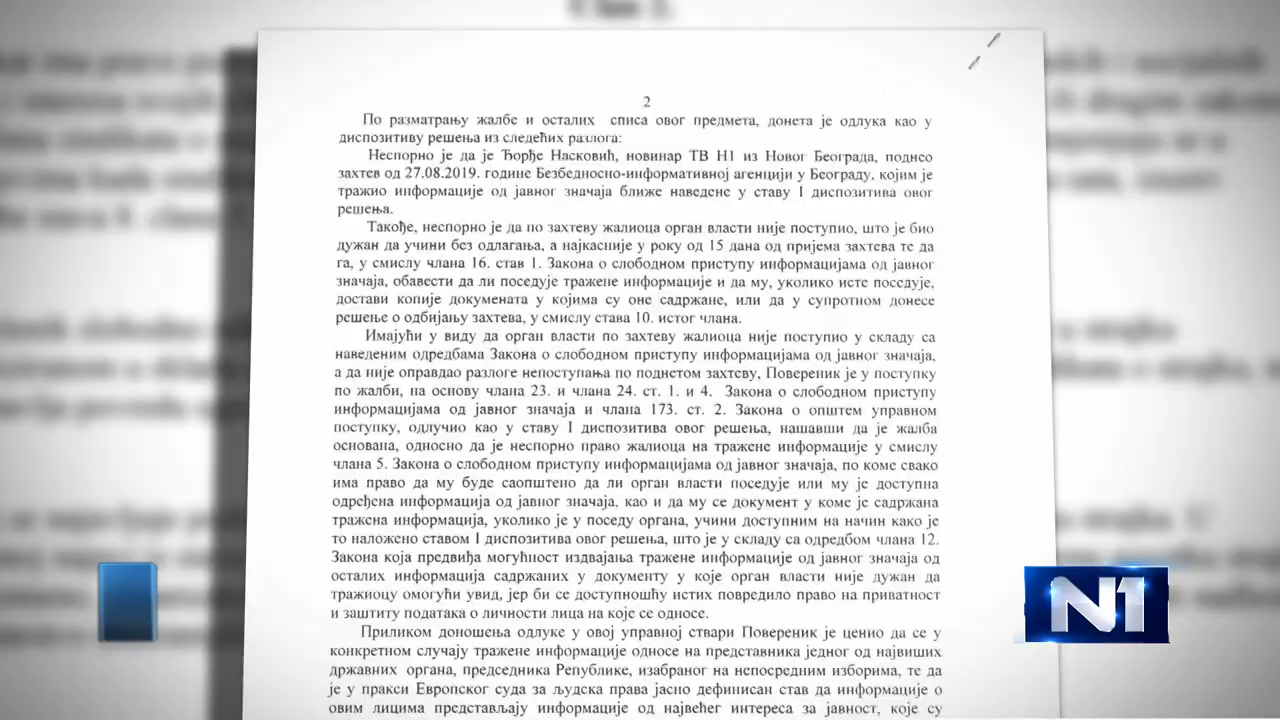 2
По разматрању жалбе и осталих списа овог предмета, донета је одлука као у
диспозитиву решења из следећих разлога:
Неспорно је да је Ђорђе Насковић, новинар ТВ Н1 из Новог Београда, поднео
захтев од 27.08.2019. године Безбедносно-информативној агенцији у Београду, којим је
тражио информације од јавног значаја ближе наведене у ставу I диспозитива овог
решења.
Такође, неспорно је да по захтеву жалиоца орган власти није поступио, што је био
дужан да учини без одлагања, а најкасније у року од 15 дана од пријема захтева те да
га, у смислу члана 16. став 1. Закона о слободном приступу информацијама од јавног
значаја, обавести да ли поседује тражене информације и да му, уколико исте поседује,
достави копије докумената у којима су оне садржане, или да у супротном донесе
решење о одбијању захтева, у смислу става 10. истог члана.
Имајући у виду да орган власти по захтеву жалиоца није поступио у складу са
наведеним одредбама Закона о слободном приступу информацијама од јавног значаја,
а да није оправдао разлоге непоступања по поднетом захтеву, Повереник је у поступку
по жалби, на основу члана 23. и члана 24. ст. 1. и 4. Закона о слободном приступу
информацијама од јавног значаја и члана 173. ст. 2. Закона о општем управном
поступку, одлучио као у ставу I диспозитива овог решења, нашавши да је жалба
основана, односно да је неспорно право жалиоца на тражене информације у смислу
члана 5. Закона о слободном приступу информацијама од јавног значаја, по коме свако
има право да му буде саопштено да ли орган власти поседује или му је доступна
одређена информација од јавног значаја, као и да му се документ у коме је садржана
тражена информација, уколико је у поседу органа, учини доступним на начин како је
то наложено ставом I диспозитива овог решења, што је у складу са одредбом члана 12.
Закона која предвиђа могућност издвајања тражене информације од јавног значаја од
осталих информација садржаних у документу у које орган власти није дужан да
тражиоцу омогући увид, јер би се доступношћу истих повредило право на приватност
и заштиту података о личности лица на које се односе.
Приликом доношења одлуке у овој управној ствари Повереник је ценио да се у
конкретном случају тражене информације односе на представника једног од највиших
државних органа, председника Републике, изабраног на непосредним изборима, те да
је у пракси Европског суда за људска права јасно дефинисан став да информације о
овим лицима представљају информације од највећег интереса за јавност, које су
N1